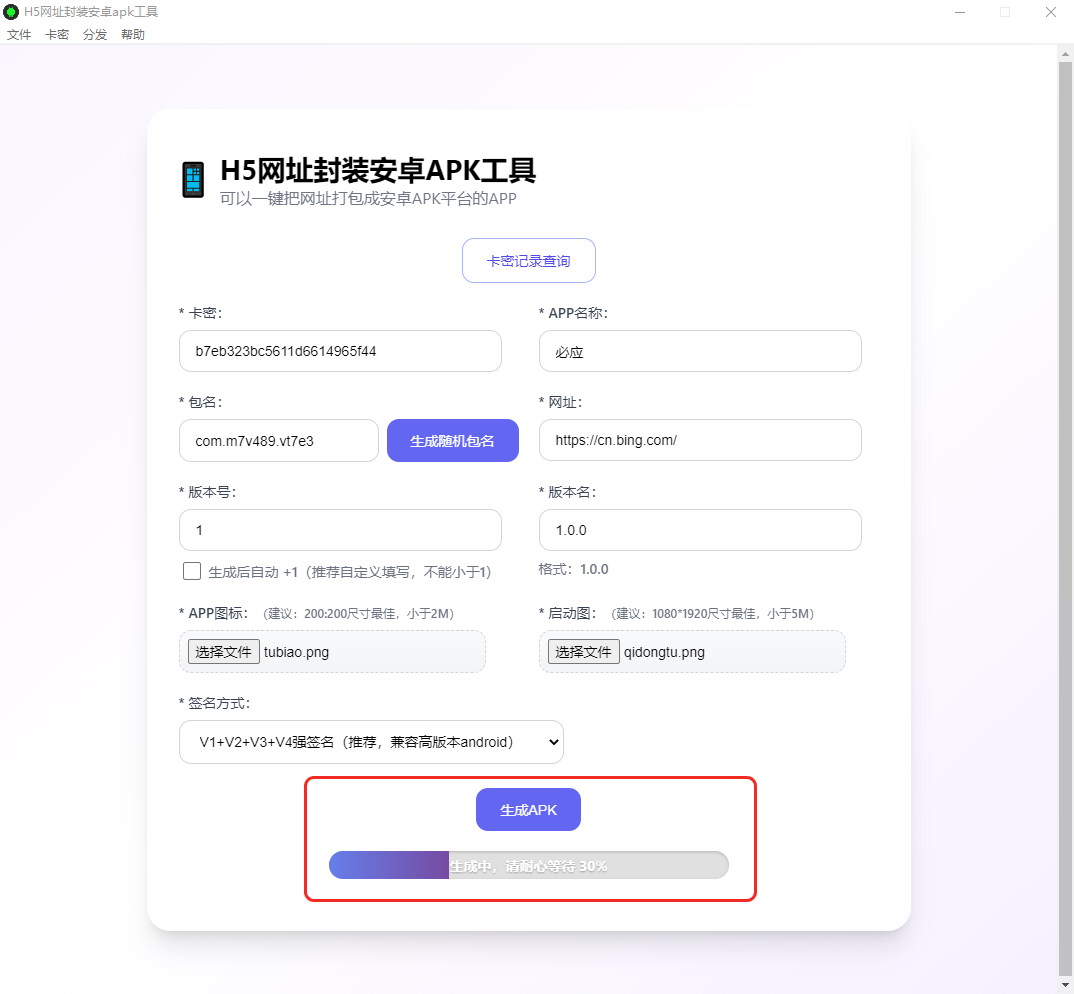 H5网址封装安卓apk工具
文件 卡密 分发 帮助
H5网址封装安卓APK工具
可以一键把网址打包成安卓APK平台的APP
卡密记录查询
* 卡密： * APP名称：
b7eb323bc5611d6614965f44 必应
* 包名： * 网址：
com.m7v489.vt7e3 生成随机包名 https://cn.bing.com/
* 版本号： * 版本名：
1 1.0.0
生成后自动 +1（推荐自定义填写，不能小于1） 格式：1.0.0
* APP图标： （建议：200:200尺寸最佳，小于2M） * 启动图： （建议：1080*1920尺寸最佳，小于5M）
选择文件 tubiao.png 选择文件 qidongtu.png
* 签名方式：
V1+V2+V3+V4强签名（推荐，兼容高版本android）
生成APK
生成中，请耐心等待 30%